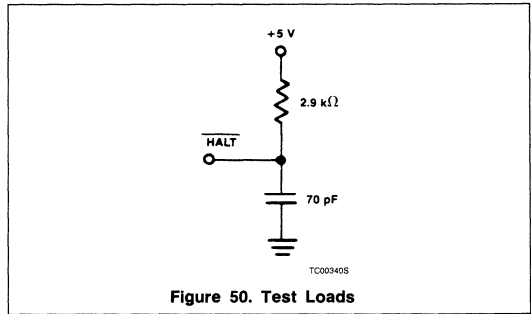 +5 V
2.9 kΩ
HALT
70 pF
TC00340S
Figure 50. Test Loads